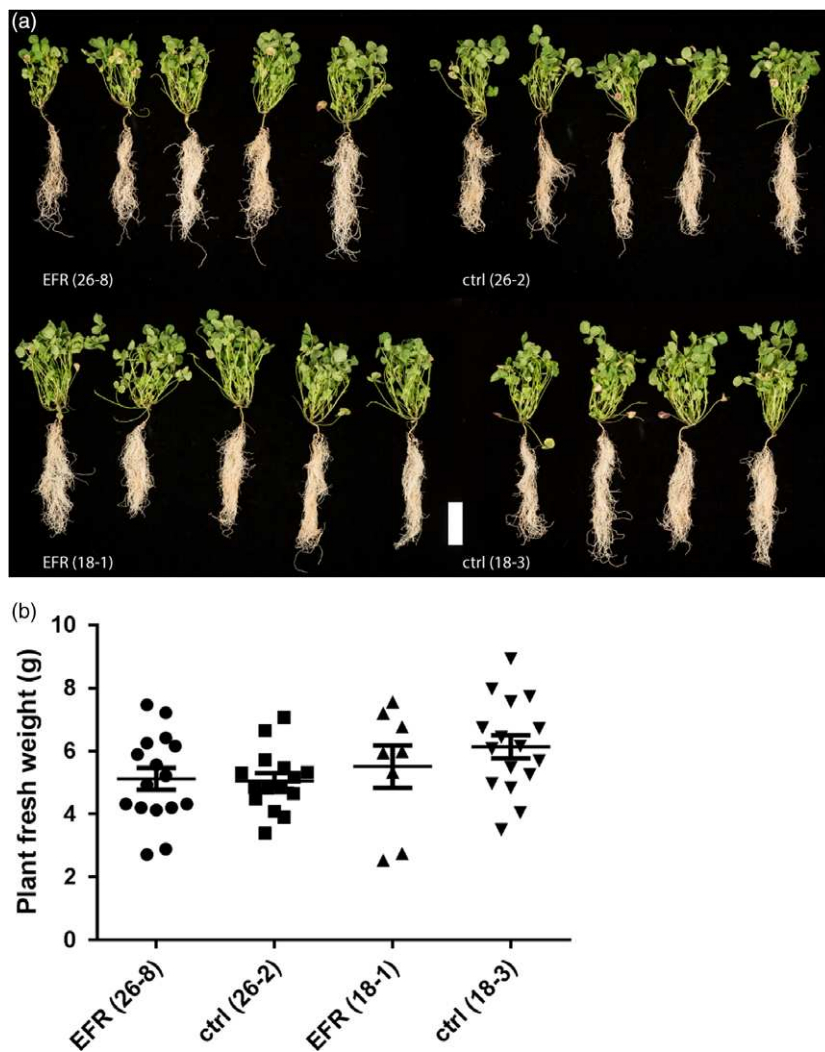 (a)
EFR (26-8)
ctrl (26-2)
EFR (18-1)
ctrl (18-3)
(b)
Plant fresh weight (g)
10
8
6
4
2
0
EFR (26-8)
ctrl (26-2)
EFR (18-1)
ctrl (18-3)